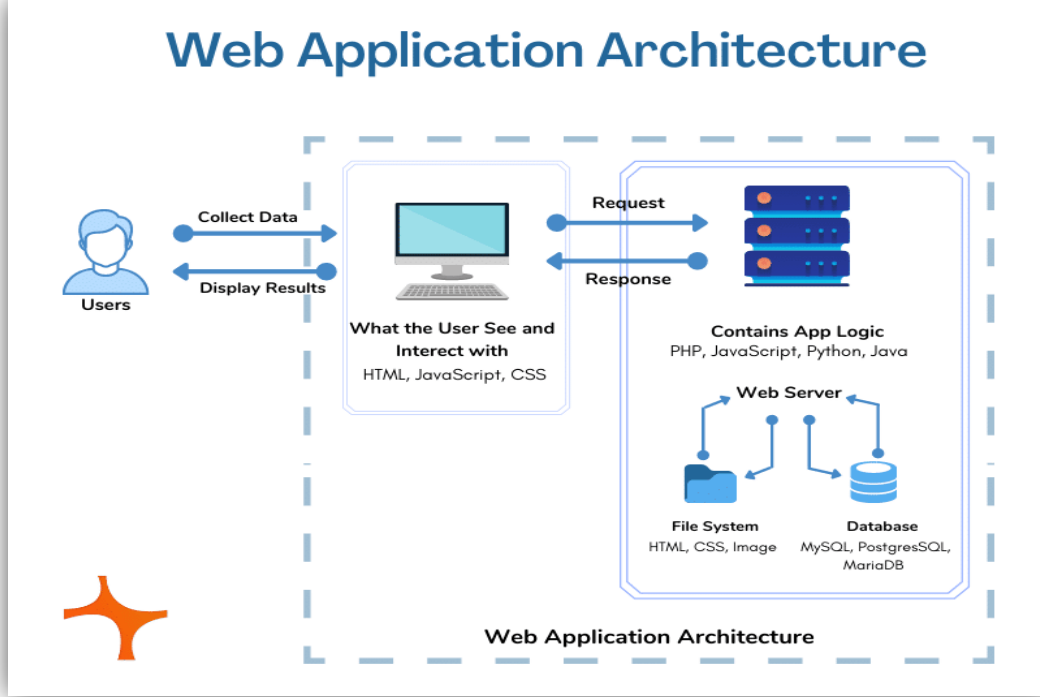 Web Application Architecture
Collect Data
Display Results
Users
What the User See and
Interect with
HTML, JavaScript, CSS
Request
Response
Contains App Logic
PHP, JavaScript, Python, Java
Web Server
File System
HTML, CSS, Image
Database
MySQL, PostgresSQL,
MariaDB
Web Application Architecture